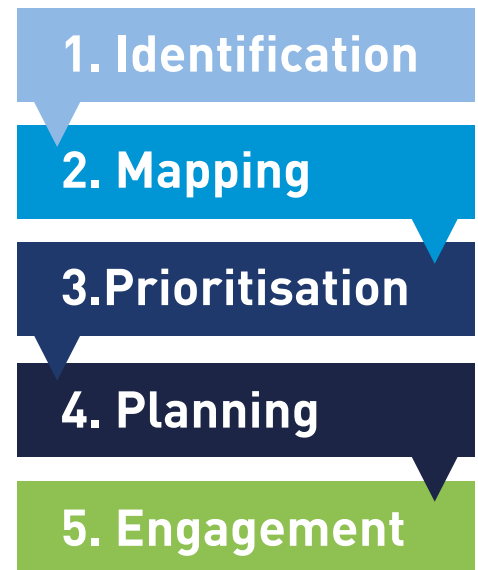 1. Identification
2. Mapping
3.Prioritisation
4. Planning
5. Engagement